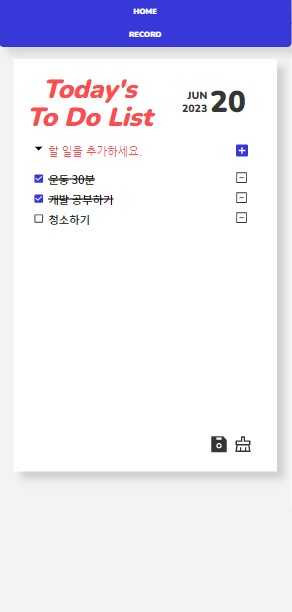 HOME
RECORD
Today's
To Do List
JUN
2023
20
할 일을 추가하세요.
운동 30분
개발 공부하가
청소하기